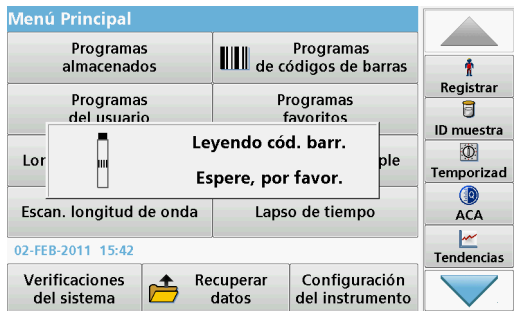 Menú Principal
Programas
almacenados
Programas
de códigos de barras
Programas
del usuario
Programas
favoritos
Leyendo cód. barr.
Espere, por favor.
Escan. longitud de onda
Lapso de tiempo
02-FEB-2011 15:42
Verificaciones
del sistema
Recuperar
datos
Configuración
del instrumento
Registrar
ID muestra
Temporizad
ACA
Tendencias